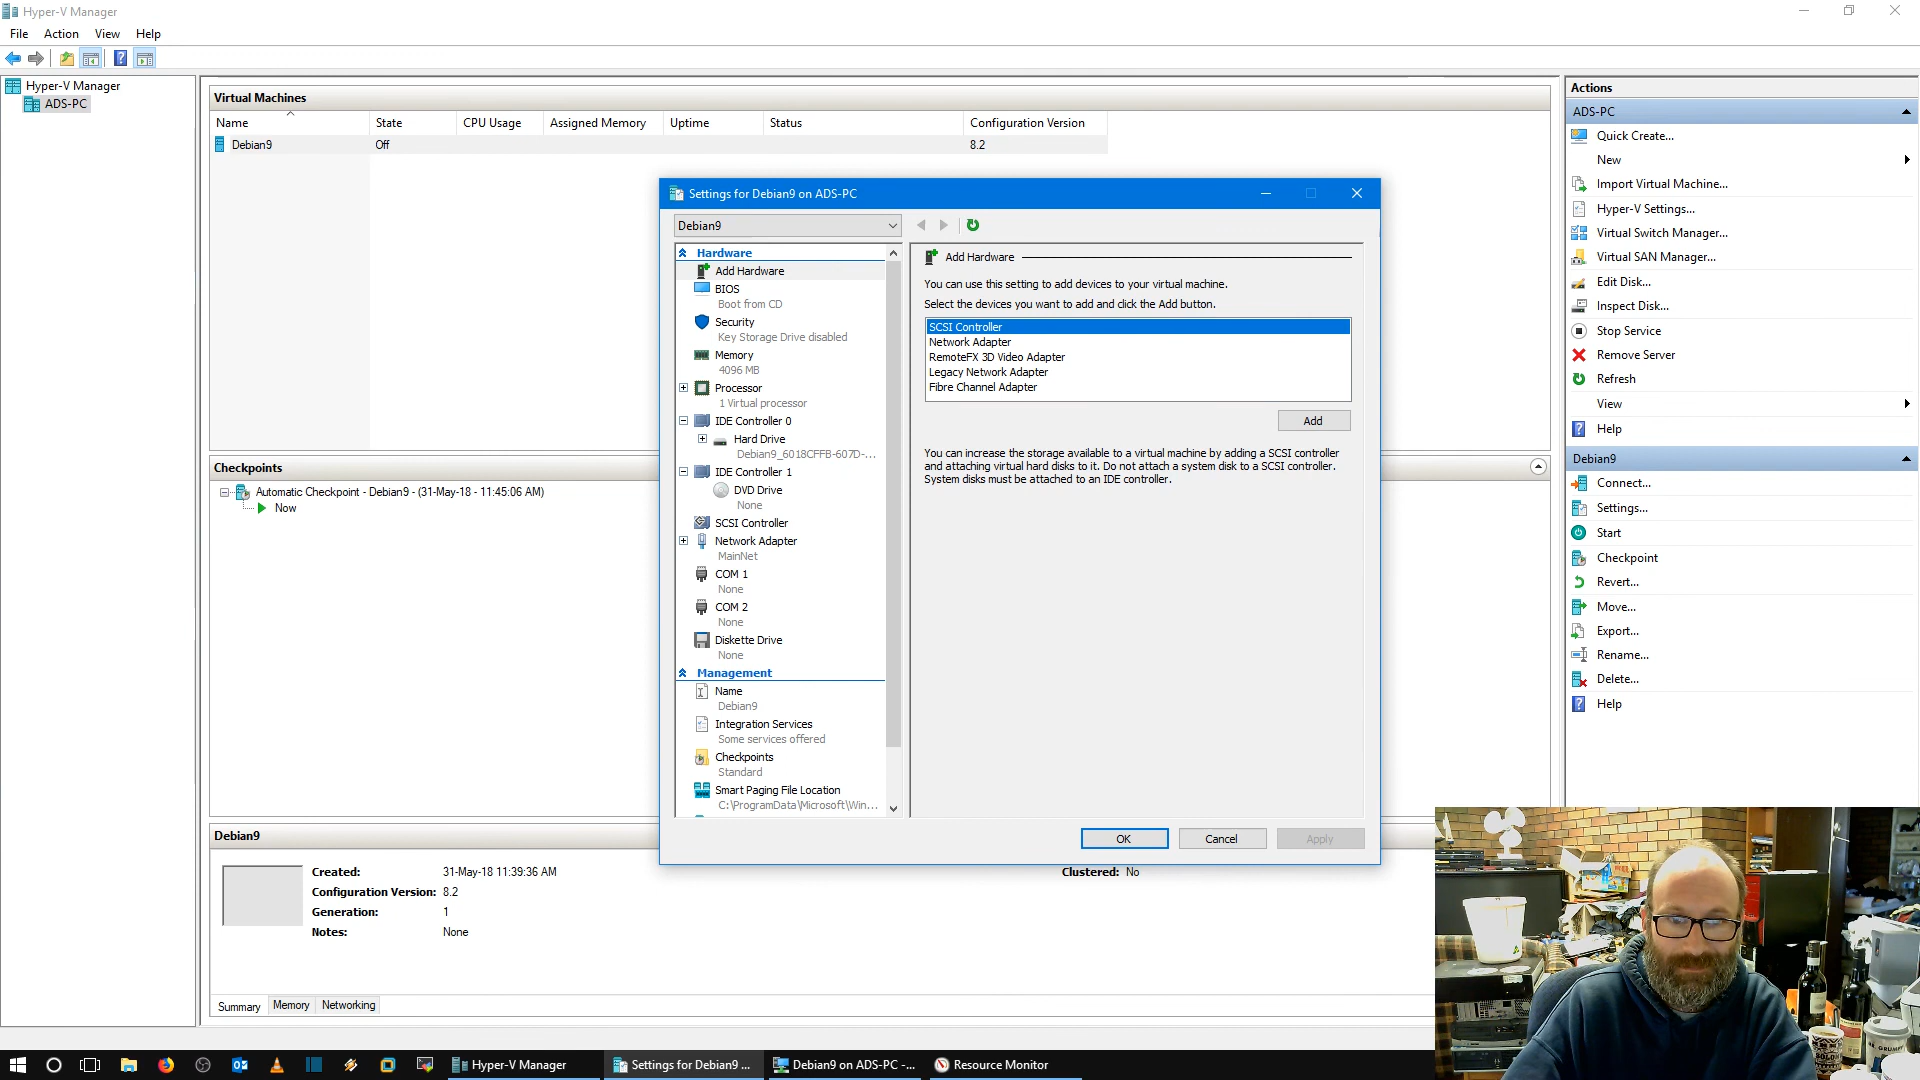 Hyper-V Manager
File Action View Help
Hyper-V Manager
ADS-PC
Virtual Machines
Name State CPU Usage Assigned Memory Uptime Status Configuration Version
Debian9 Off 8.2
Checkpoints
Automatic Checkpoint - Debian9 - (31-May-18 - 11:45:06 AM)
Now
Debian9
Created: 31-May-18 11:39:36 AM Clustered: No
Configuration Version: 8.2
Generation: 1
Notes: None
Summary Memory Networking
Settings for Debian9 on ADS-PC
Debian9
Hardware
Add Hardware
BIOS
Boot from CD
Security
Key Storage Drive disabled
Memory
4096 MB
Processor
1 Virtual processor
IDE Controller 0
Hard Drive
Debian9_6018CFFB-607D-...
IDE Controller 1
DVD Drive
None
SCSI Controller
Network Adapter
MainNet
COM 1
None
COM 2
None
Diskette Drive
None
Management
Name
Debian9
Integration Services
Some services offered
Checkpoints
Standard
Smart Paging File Location
C:\ProgramData\Microsoft\Win...
Add Hardware
You can use this setting to add devices to your virtual machine.
Select the devices you want to add and click the Add button.
SCSI Controller
Network Adapter
RemoteFX 3D Video Adapter
Legacy Network Adapter
Fibre Channel Adapter
Add
You can increase the storage available to a virtual machine by adding a SCSI controller
and attaching virtual hard disks to it. Do not attach a system disk to a SCSI controller.
System disks must be attached to an IDE controller.
OK Cancel Apply
Actions
ADS-PC
Quick Create...
New
Import Virtual Machine...
Hyper-V Settings...
Virtual Switch Manager...
Virtual SAN Manager...
Edit Disk...
Inspect Disk...
Stop Service
Remove Server
Refresh
View
Help
Debian9
Connect...
Settings...
Start
Checkpoint
Revert...
Move...
Export...
Rename...
Delete...
Help
Hyper-V Manager Settings for Debian9 ... Debian9 on ADS-PC -... Resource Monitor